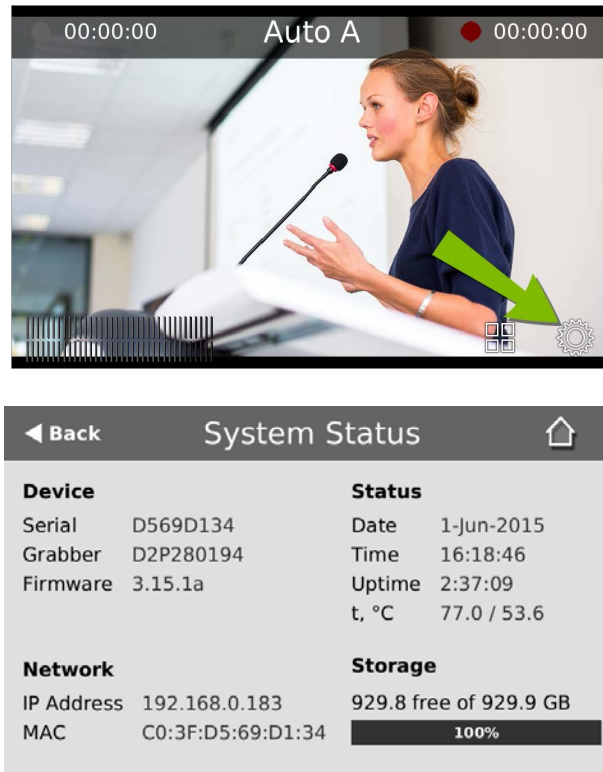 00:00:00 Auto A 00:00:00
Back System Status
Device
Serial D569D134
Grabber D2P280194
Firmware 3.15.1a
Status
Date 1-Jun-2015
Time 16:18:46
Uptime 2:37:09
t, °C 77.0 / 53.6
Network
IP Address 192.168.0.183
MAC C0:3F:D5:69:D1:34
Storage
929.8 free of 929.9 GB
100%